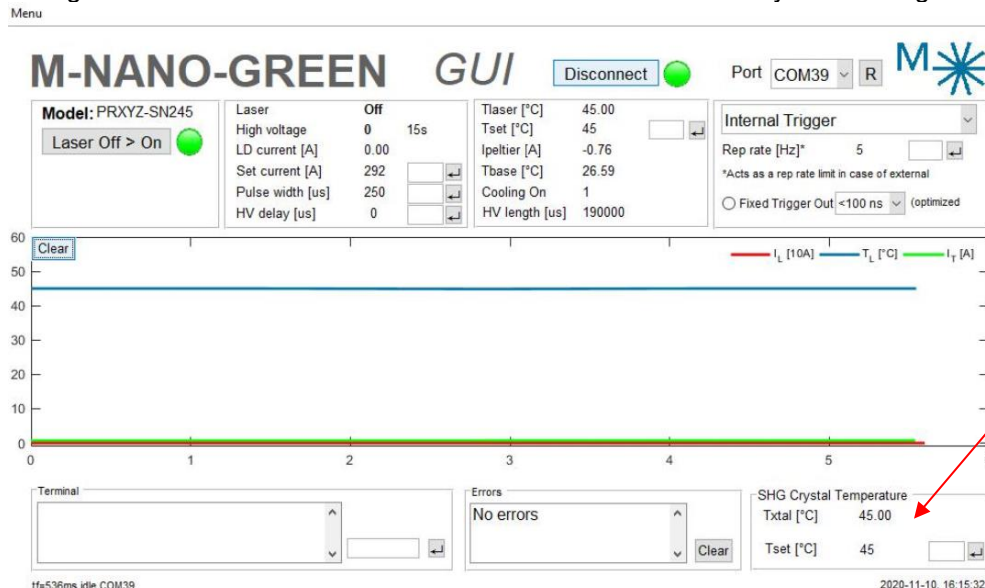 Menu
M-NANO-GREEN GUI
Disconnect
Port COM39 R
M
Model: PRXYZ-SN245
Laser Off > On
Laser Off
High voltage 0 15s
LD current [A] 0.00
Set current [A] 292
Pulse width [us] 250
HV delay [us] 0
Tlaser [°C] 45.00
Tset [°C] 45
Ipeltier [A] -0.76
Tbase [°C] 26.59
Cooling On 1
HV length [us] 190000
Internal Trigger
Rep rate [Hz]* 5
*Acts as a rep rate limit in case of external
Fixed Trigger Out <100 ns (optimized
Clear
I_L [10A] T_L [°C] I_T [A]
60
50
40
30
20
10
0
0 1 2 3 4 5
Terminal
Errors
No errors
Clear
SHG Crystal Temperature
Txtal [°C] 45.00
Tset [°C] 45
tf=536ms idle COM39
2020-11-10, 16:15:32